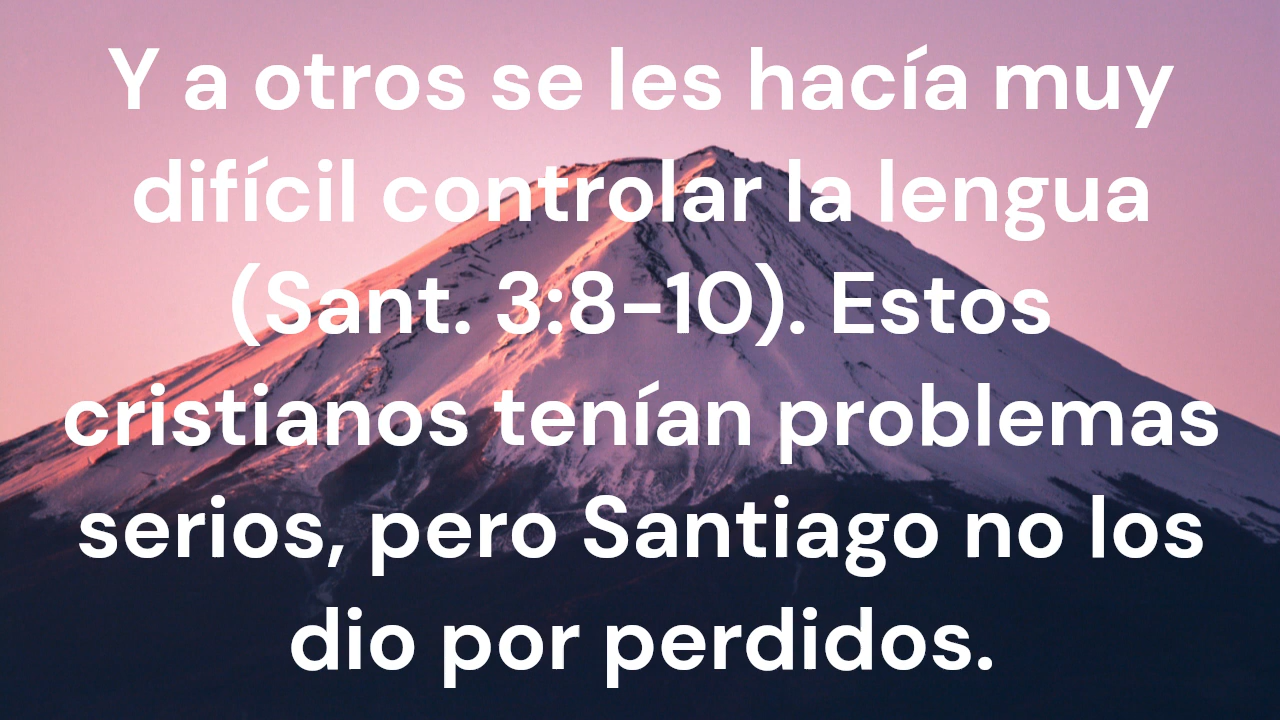 Y a otros se les hacía muy
difícil controlar la lengua
(Sant. 3:8-10). Estos
cristianos tenían problemas
serios, pero Santiago no los
dio por perdidos.